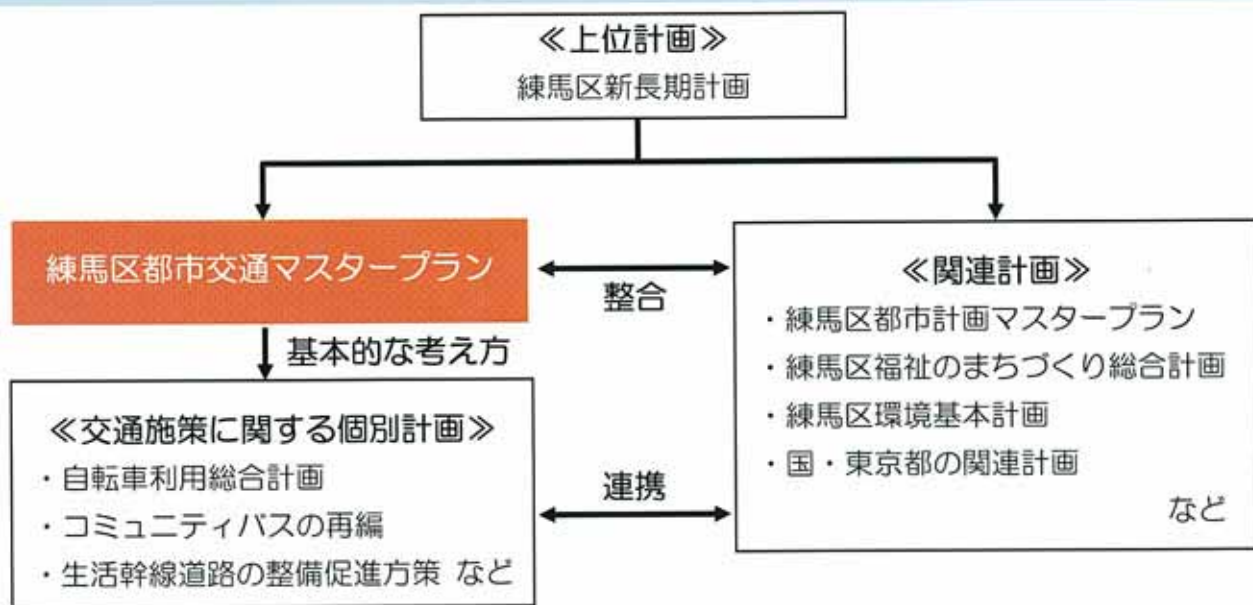 ≪上位計画≫
練馬区新長期計画
練馬区都市交通マスタープラン
整合
≪関連計画≫
・練馬区都市計画マスタープラン
・練馬区福祉のまちづくり総合計画
・練馬区環境基本計画
・国・東京都の関連計画
など
基本的な考え方
≪交通施策に関する個別計画≫
・自転車利用総合計画
・コミュニティバスの再編
・生活幹線道路の整備促進方策 など
連携